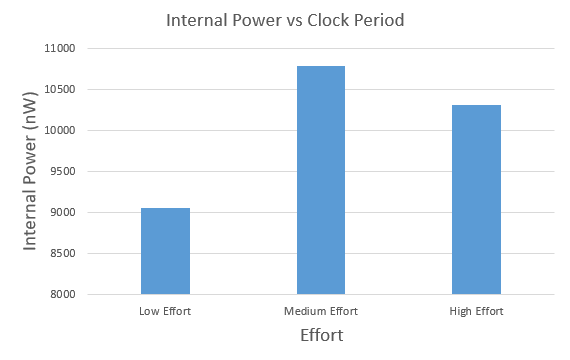 Internal Power vs Clock Period
Internal Power (nW)
11000
10500
10000
9500
9000
8500
8000
Low Effort
Medium Effort
High Effort
Effort